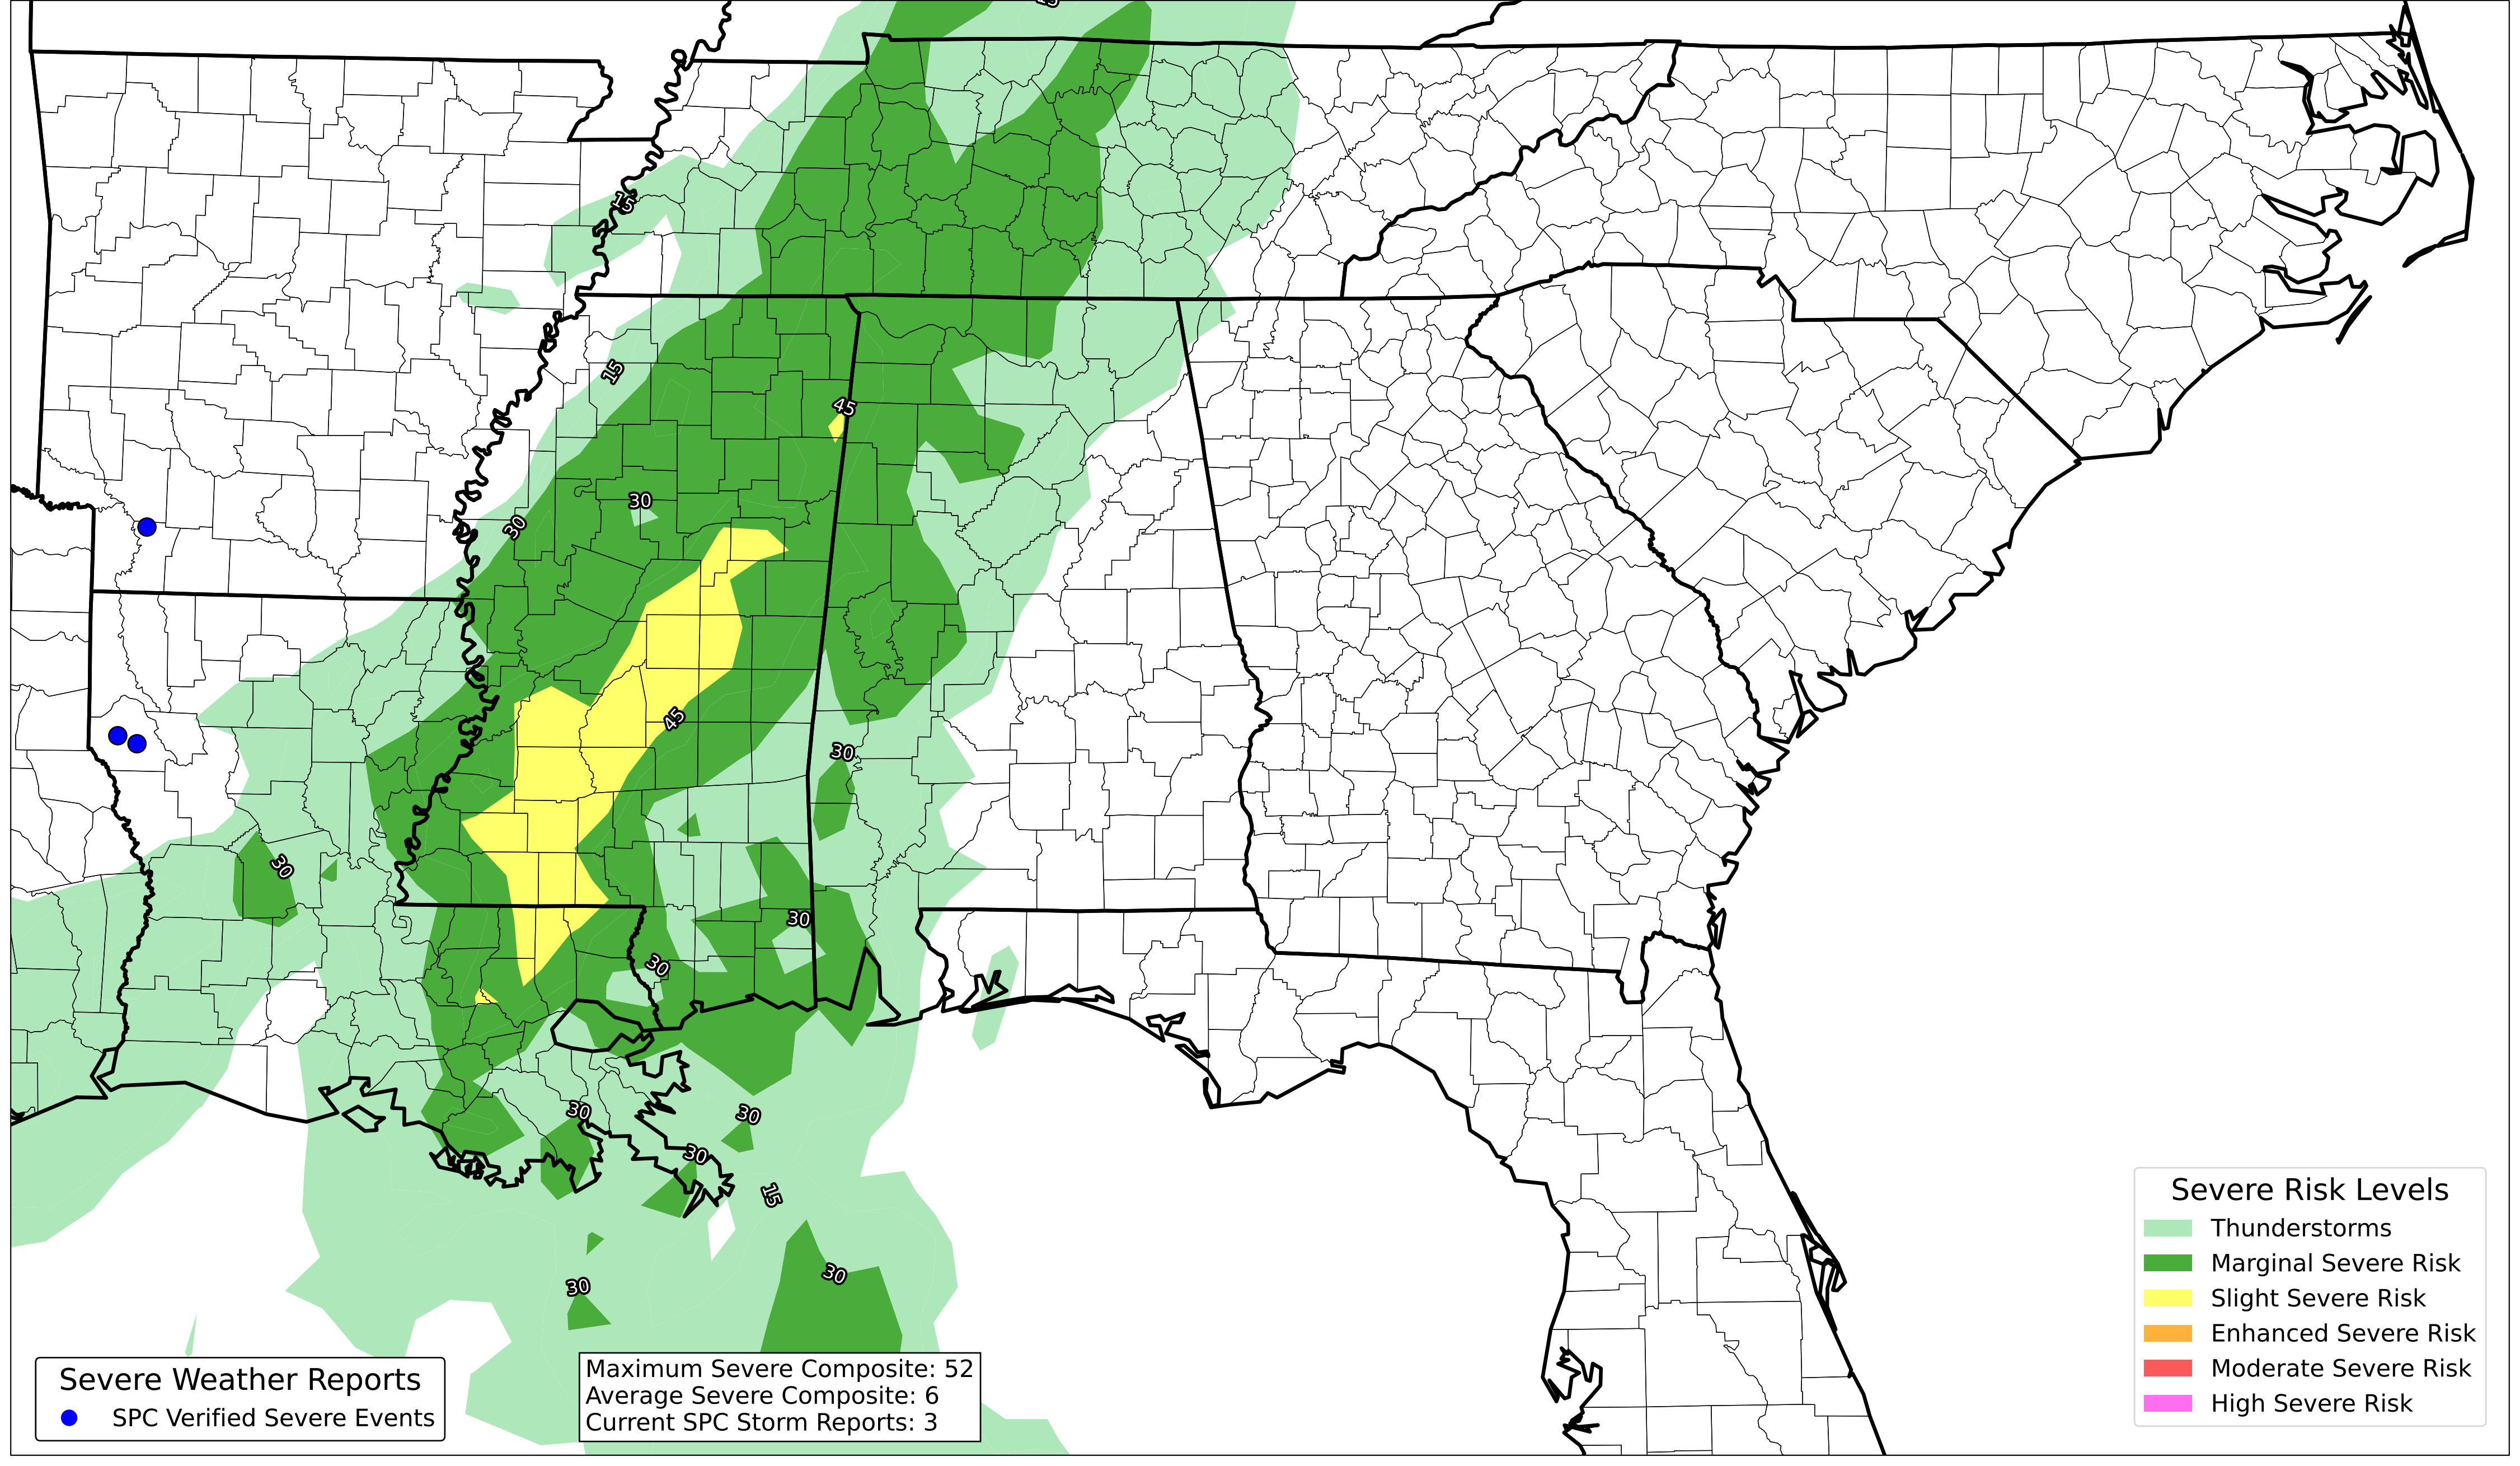 15
15
15
45
30
30
45
30
30
30
30
30
30
30
15
30
30
Severe Risk Levels
Thunderstorms
Marginal Severe Risk
Slight Severe Risk
Enhanced Severe Risk
Moderate Severe Risk
High Severe Risk
Severe Weather Reports
SPC Verified Severe Events
Maximum Severe Composite: 52
Average Severe Composite: 6
Current SPC Storm Reports: 3